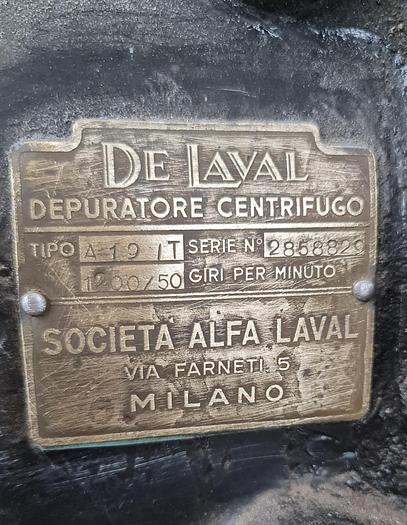 DE LAVAL
DEPURATORE CENTRIFUGO
TIPO A 19 /T SERIE N° 2858829
1200/50 GIRI PER MINUTO
SOCIETÀ ALFA LAVAL
VIA FARNETI, 5
MILANO